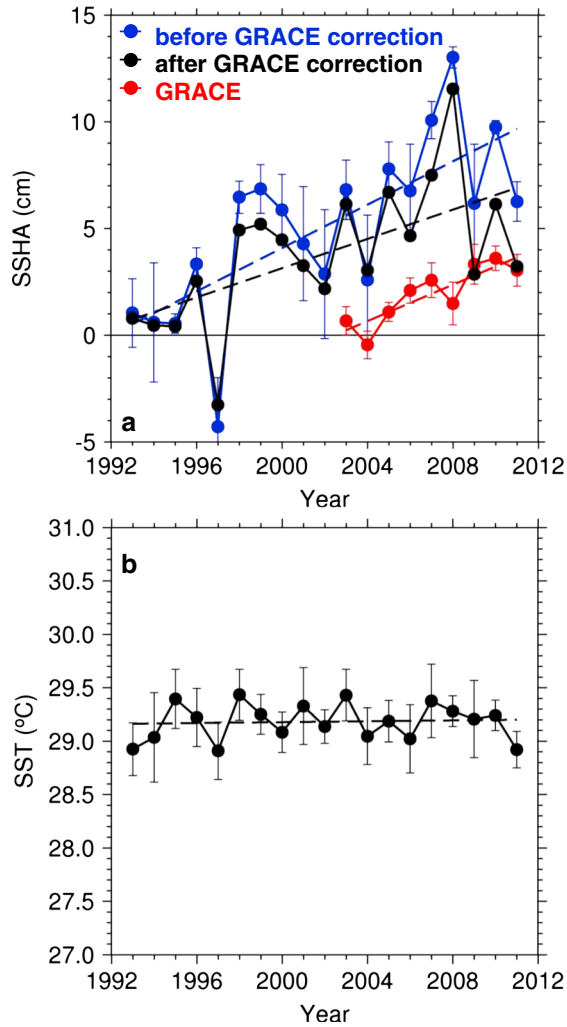 15
before GRACE correction
after GRACE correction
GRACE
10
SSHA (cm)
5
0
a
-5
1992 1996 2000 2004 2008 2012
Year
31.0
b
30.5
30.0
29.5
SST (ºC)
29.0
28.5
28.0
27.5
27.0
1992 1996 2000 2004 2008 2012
Year